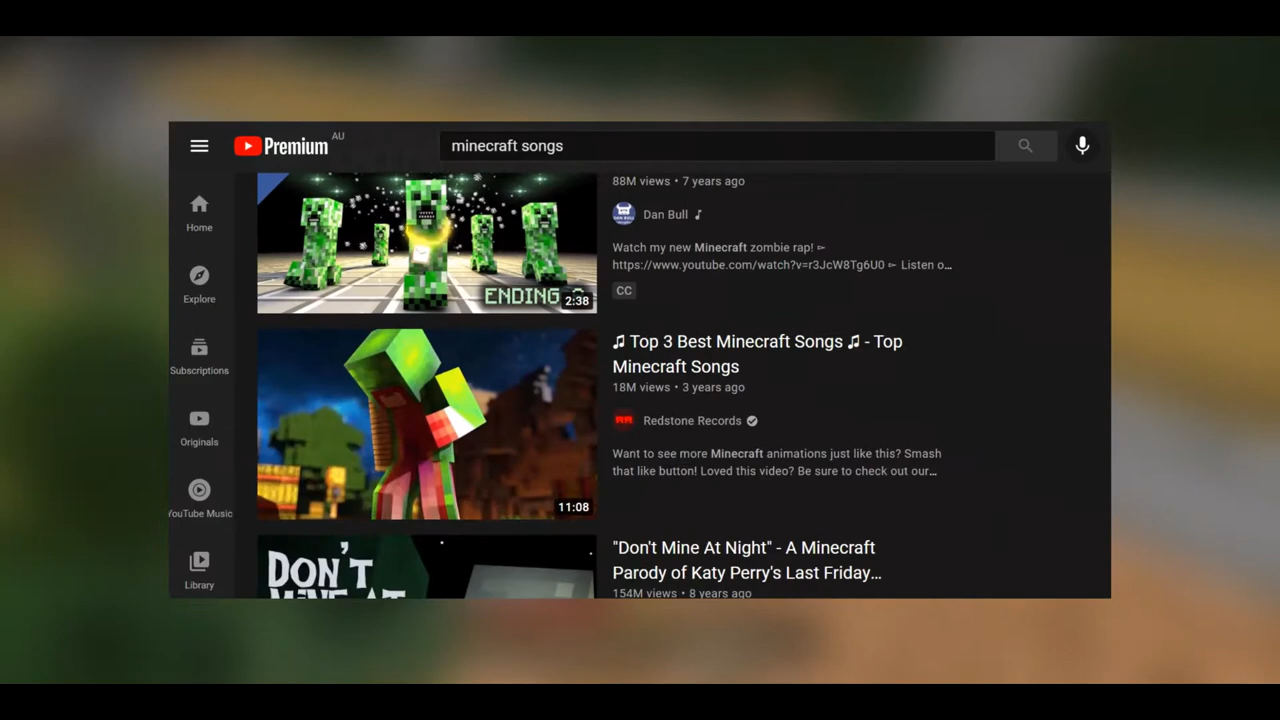 Premium AU
minecraft songs
Home
Explore
Subscriptions
Originals
YouTube Music
Library
ENDING
2:38
88M views • 7 years ago
Dan Bull ♪
Watch my new Minecraft zombie rap! ►
https://www.youtube.com/watch?v=r3JcW8Tg6U0 ► Listen o…
CC
11:08
♫ Top 3 Best Minecraft Songs ♫ - Top
Minecraft Songs
18M views • 3 years ago
Redstone Records
Want to see more Minecraft animations just like this? Smash
that like button! Loved this video? Be sure to check out our…
DON'T
MINE AT
"Don't Mine At Night" - A Minecraft
Parody of Katy Perry's Last Friday…
154M views • 8 years ago